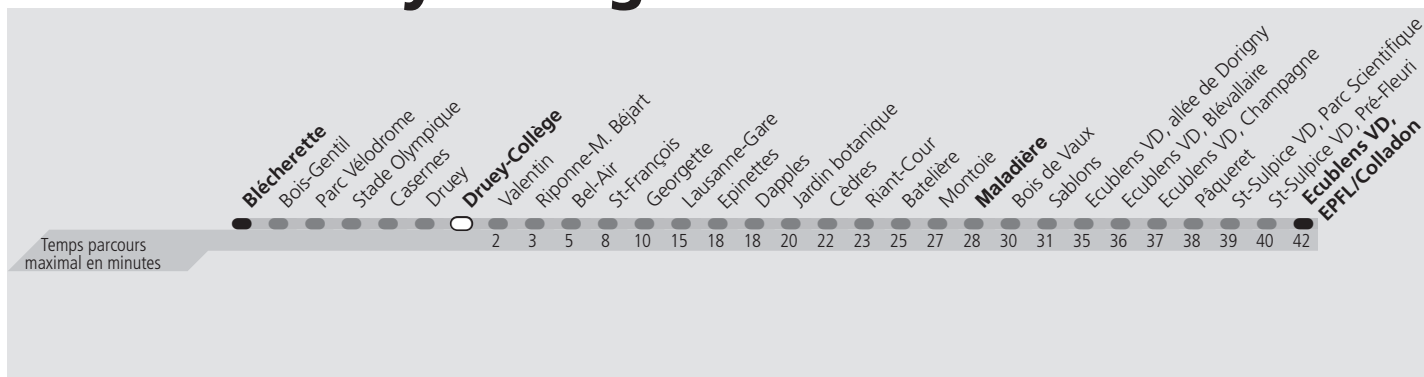 Blécherette
Bois-Gentil
Parc Vélodrome
Stade Olympique
Casernes
Druey
Druey-Collège
Valentin
Riponne-M. Béjart
Bel-Air
St-François
Georgette
Lausanne-Gare
Epinettes
Dapples
Jardin botanique
Cèdres
Riant-Cour
Batelière
Montoie
Maladière
Bois de Vaux
Sablons
Ecublens VD, allée de Dorigny
Ecublens VD, Blévallaire
Ecublens VD, Champagne
Pâqueret
St-Sulpice VD, Parc Scientifique
St-Sulpice VD, Pré-Fleuri
Ecublens VD,
EPFL/Colladon
Temps parcours
maximal en minutes
2 3 5 8 10 15 18 18 20 22 23 25 27 28 30 31 35 36 37 38 39 40 42